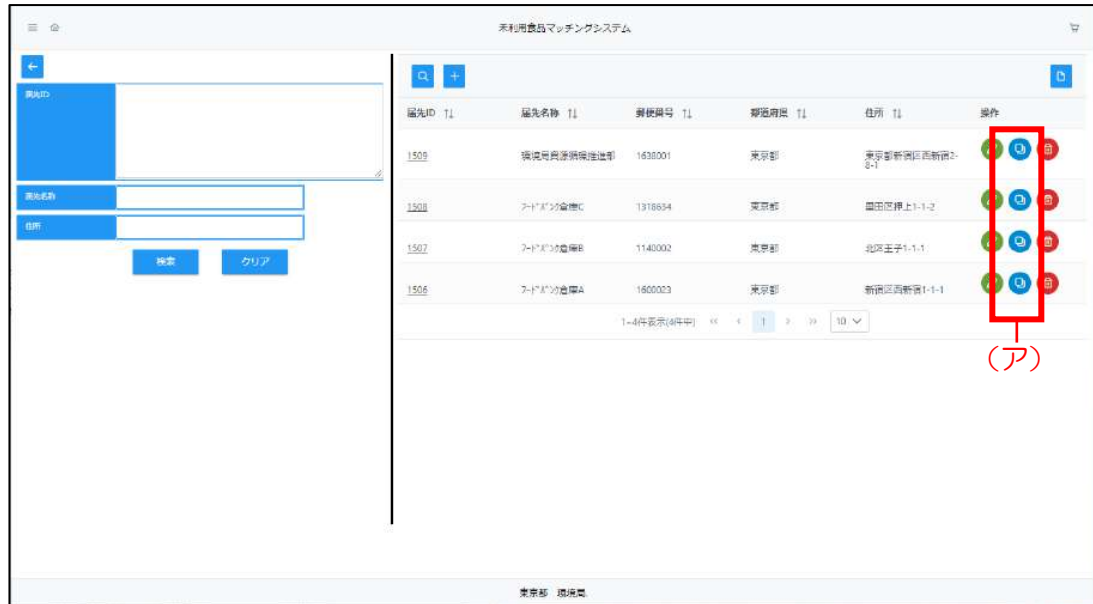 未利用食品マッチングシステム
届先ID
届先名称
住所
検索 クリア
届先ID ↑↓ 届先名称 ↑↓ 郵便番号 ↑↓ 都道府県 ↑↓ 住所 ↑↓ 操作
1509 環境局資源循環推進部 1638001 東京都 東京都新宿区西新宿2-
8-1
1508 フードバンク倉庫C 1318634 東京都 墨田区押上1-1-2
1507 フードバンク倉庫B 1140002 東京都 北区王子1-1-1
1506 フードバンク倉庫A 1600023 東京都 新宿区西新宿1-1-1
1-4件表示(4件中) << < 1 > >> 10
(ア)
東京都 環境局